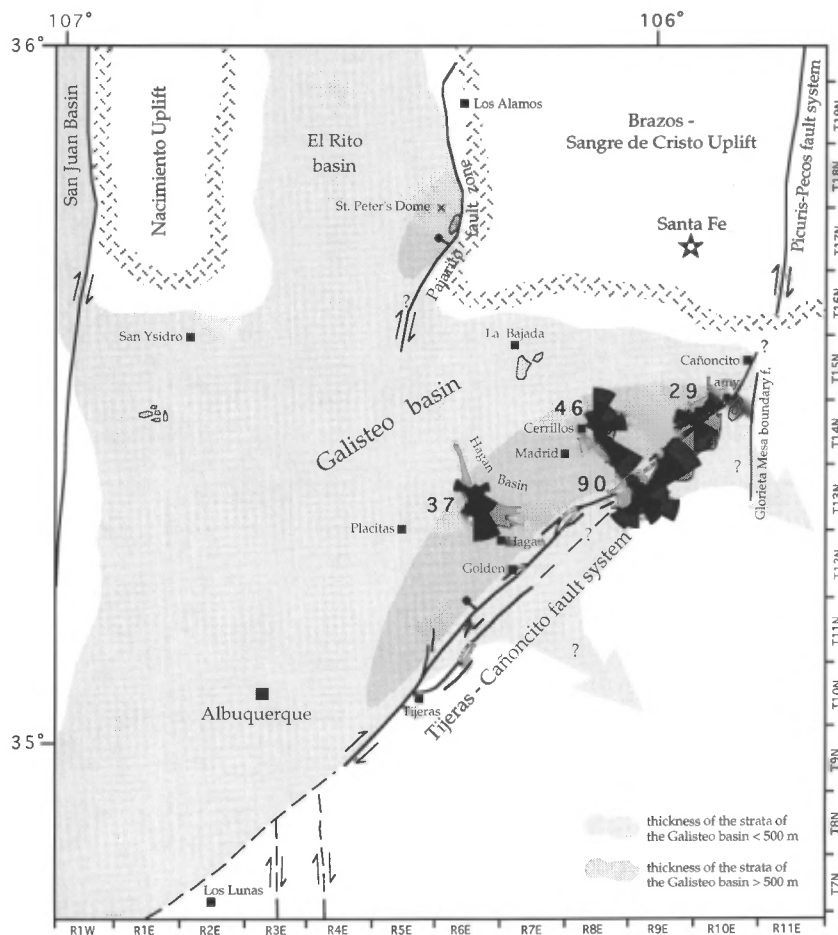 107°
106°
36°
San Juan Basin
Nacimiento Uplift
El Rito
basin
Los Alamos
Brazos -
Sangre de Cristo Uplift
Picuris-Pecos fault system
St. Peter's Dome
Pajarito fault zone
?
Santa Fe
San Ysidro
La Bajada
Cañoncito
?
Lamy
29
Galisteo basin
46
Cerrillos
Madrid
90
Glorieta Mesa boundary f.
?
Hagan Basin
37
Placitas
Hagan
?
Golden
Tijeras - Cañoncito fault system
?
Albuquerque
Tijeras
35°
Los Lunas
thickness of the strata of
the Galisteo basin < 500 m
thickness of the strata of
the Galisteo basin > 500 m
T19N
T18N
T17N
T16N
T15N
T14N
T13N
T12N
T11N
T10N
T9N
T8N
T7N
R1W R1E R2E R3E R4E R5E R6E R7E R8E R9E R10E R11E